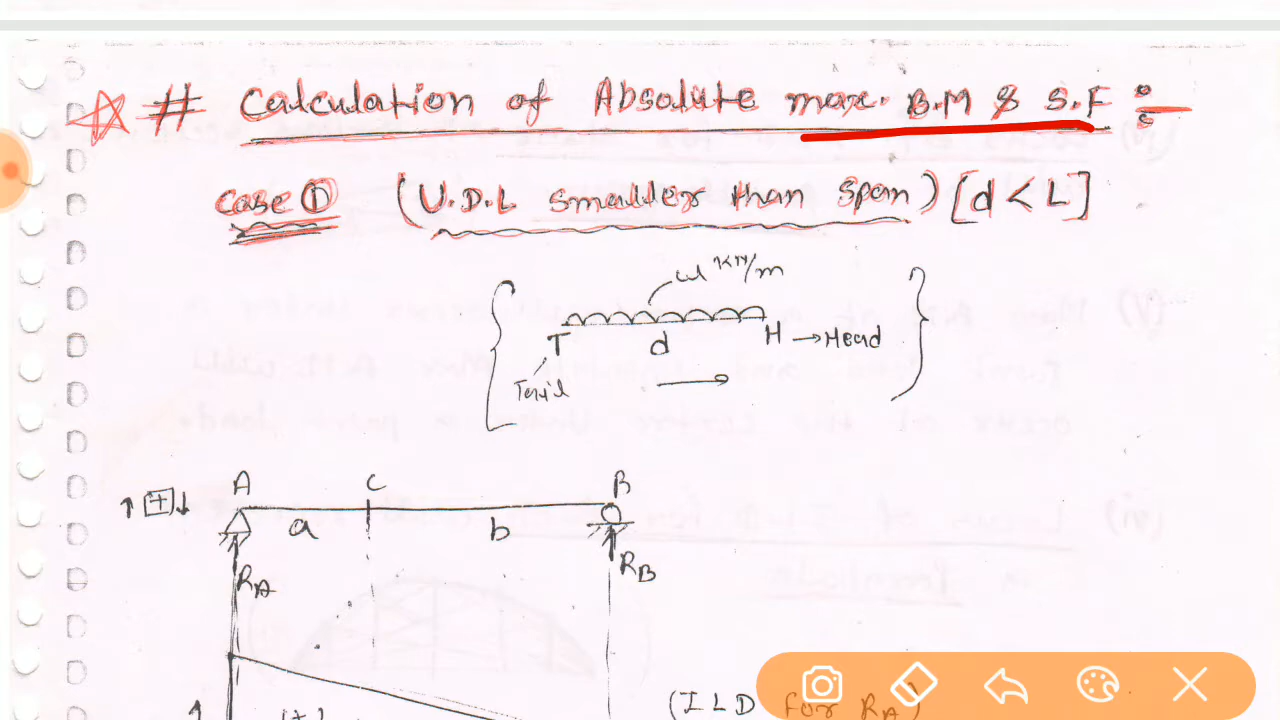 # Calculation of Absolute max. B.M & S.F :-
Case ① (U.D.L smaller than span) [d < L]
w KN/m
T d H → Head
Tail
A C B
↑ + ↓
a b
RA RB
(+)
(ILD for RA)